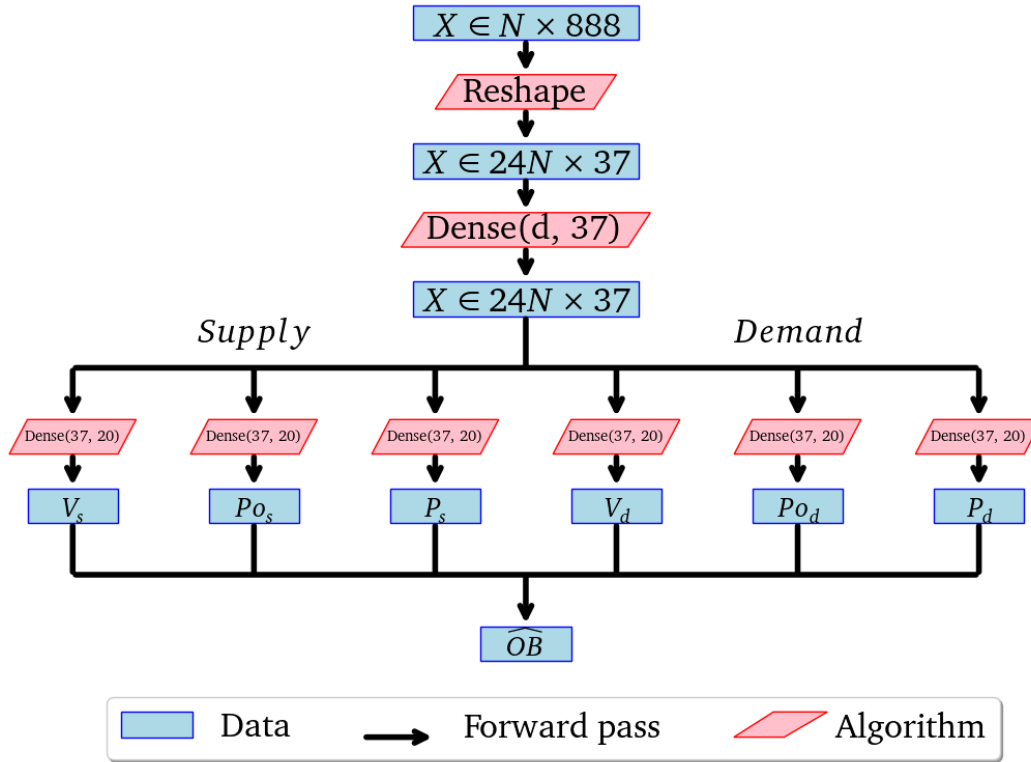 X ∈ N × 888
Reshape
X ∈ 24N × 37
Dense(d, 37)
X ∈ 24N × 37
Supply Demand
Dense(37, 20) Dense(37, 20) Dense(37, 20) Dense(37, 20) Dense(37, 20) Dense(37, 20)
V_s Po_s P_s V_d Po_d P_d
\widehat{OB}
Data Forward pass Algorithm